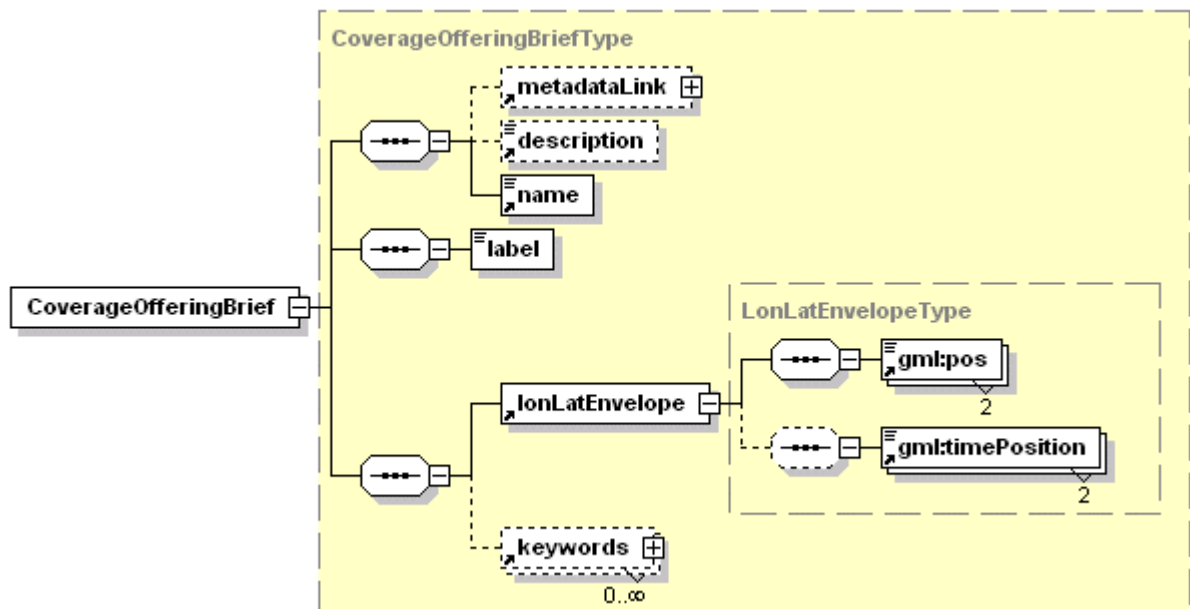 CoverageOfferingBriefType
metadataLink
description
name
label
CoverageOfferingBrief
LonLatEnvelopeType
gml:pos
2
lonLatEnvelope
gml:timePosition
2
keywords
0..∞